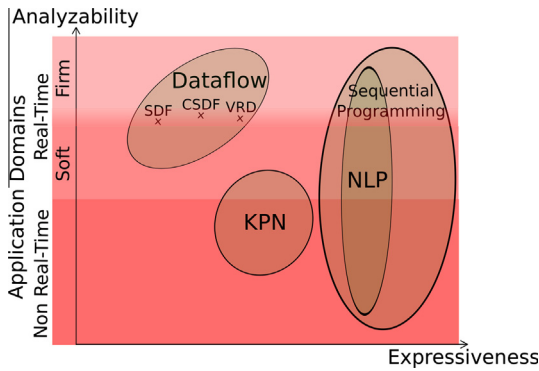 Analyzability
Application Domains
Real-Time
Non Real-Time
Firm
Soft
Dataflow
SDF
CSDF
VRD
Sequential
Programming
NLP
KPN
Expressiveness